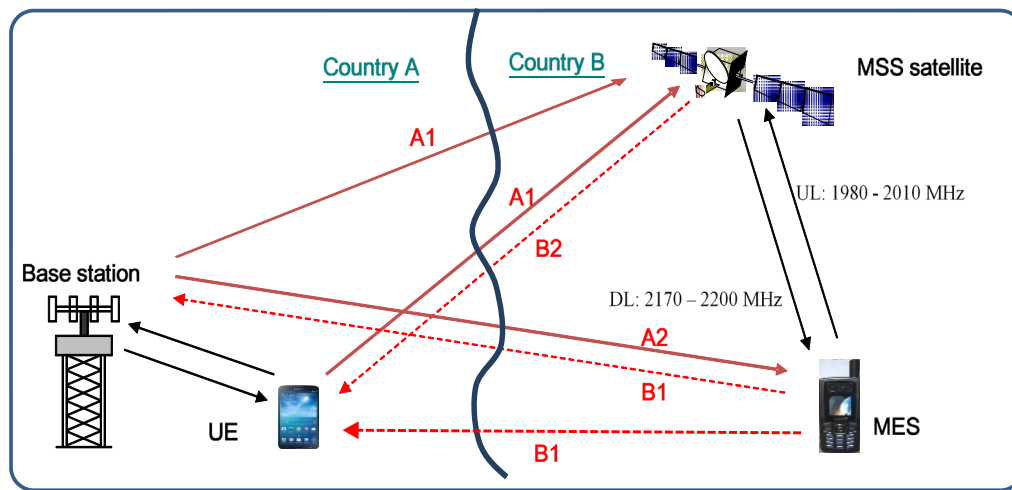 Country A
Country B
MSS satellite
A1
A1
UL: 1980 - 2010 MHz
B2
Base station
DL: 2170 – 2200 MHz
A2
B1
UE
MES
B1